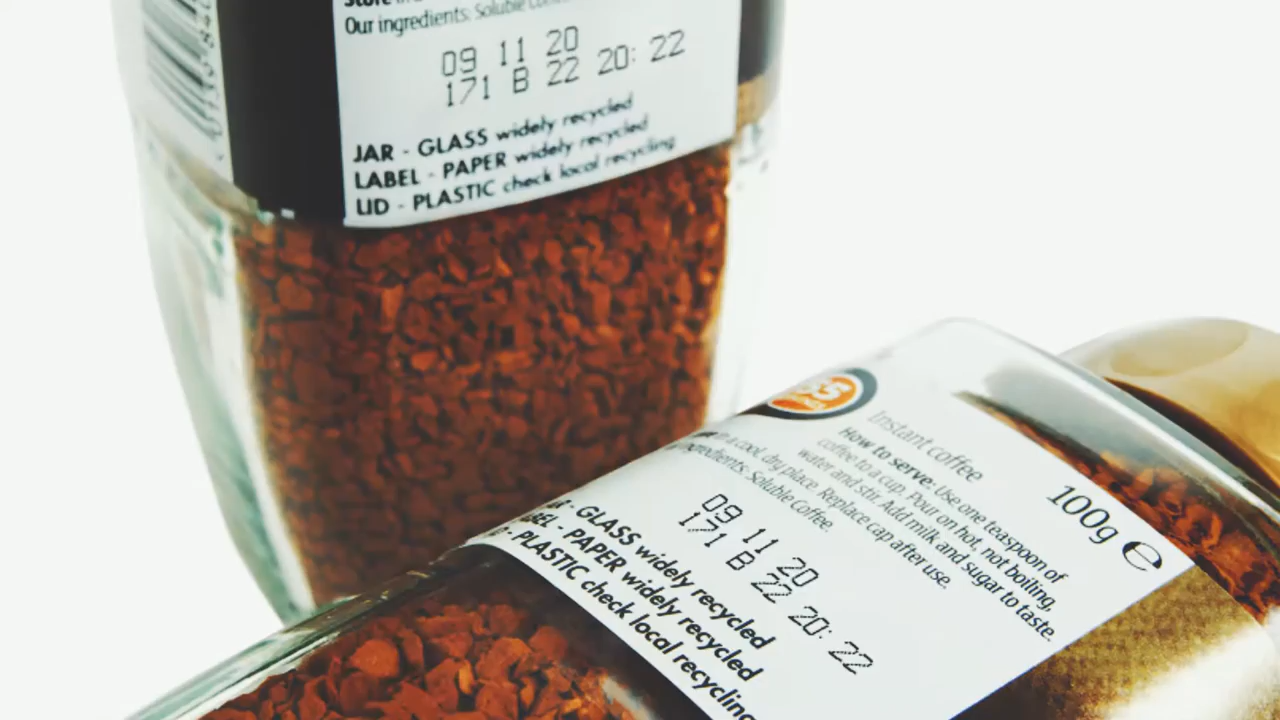 Our ingredients: Soluble
09 11 20
171 B 22 20: 22
JAR - GLASS widely recycled
LABEL - PAPER widely recycled
LID - PLASTIC check local recycling
Instant coffee
100g e
How to serve: Use one teaspoon of
coffee to a cup. Pour on hot, not boiling,
water and stir. Add milk and sugar to taste.
in a cool, dry place. Replace cap after use.
Soluble Coffee.
09 11 20
171 B 22 20: 22
- GLASS widely recycled
- PAPER widely recycled
- PLASTIC check local recycling